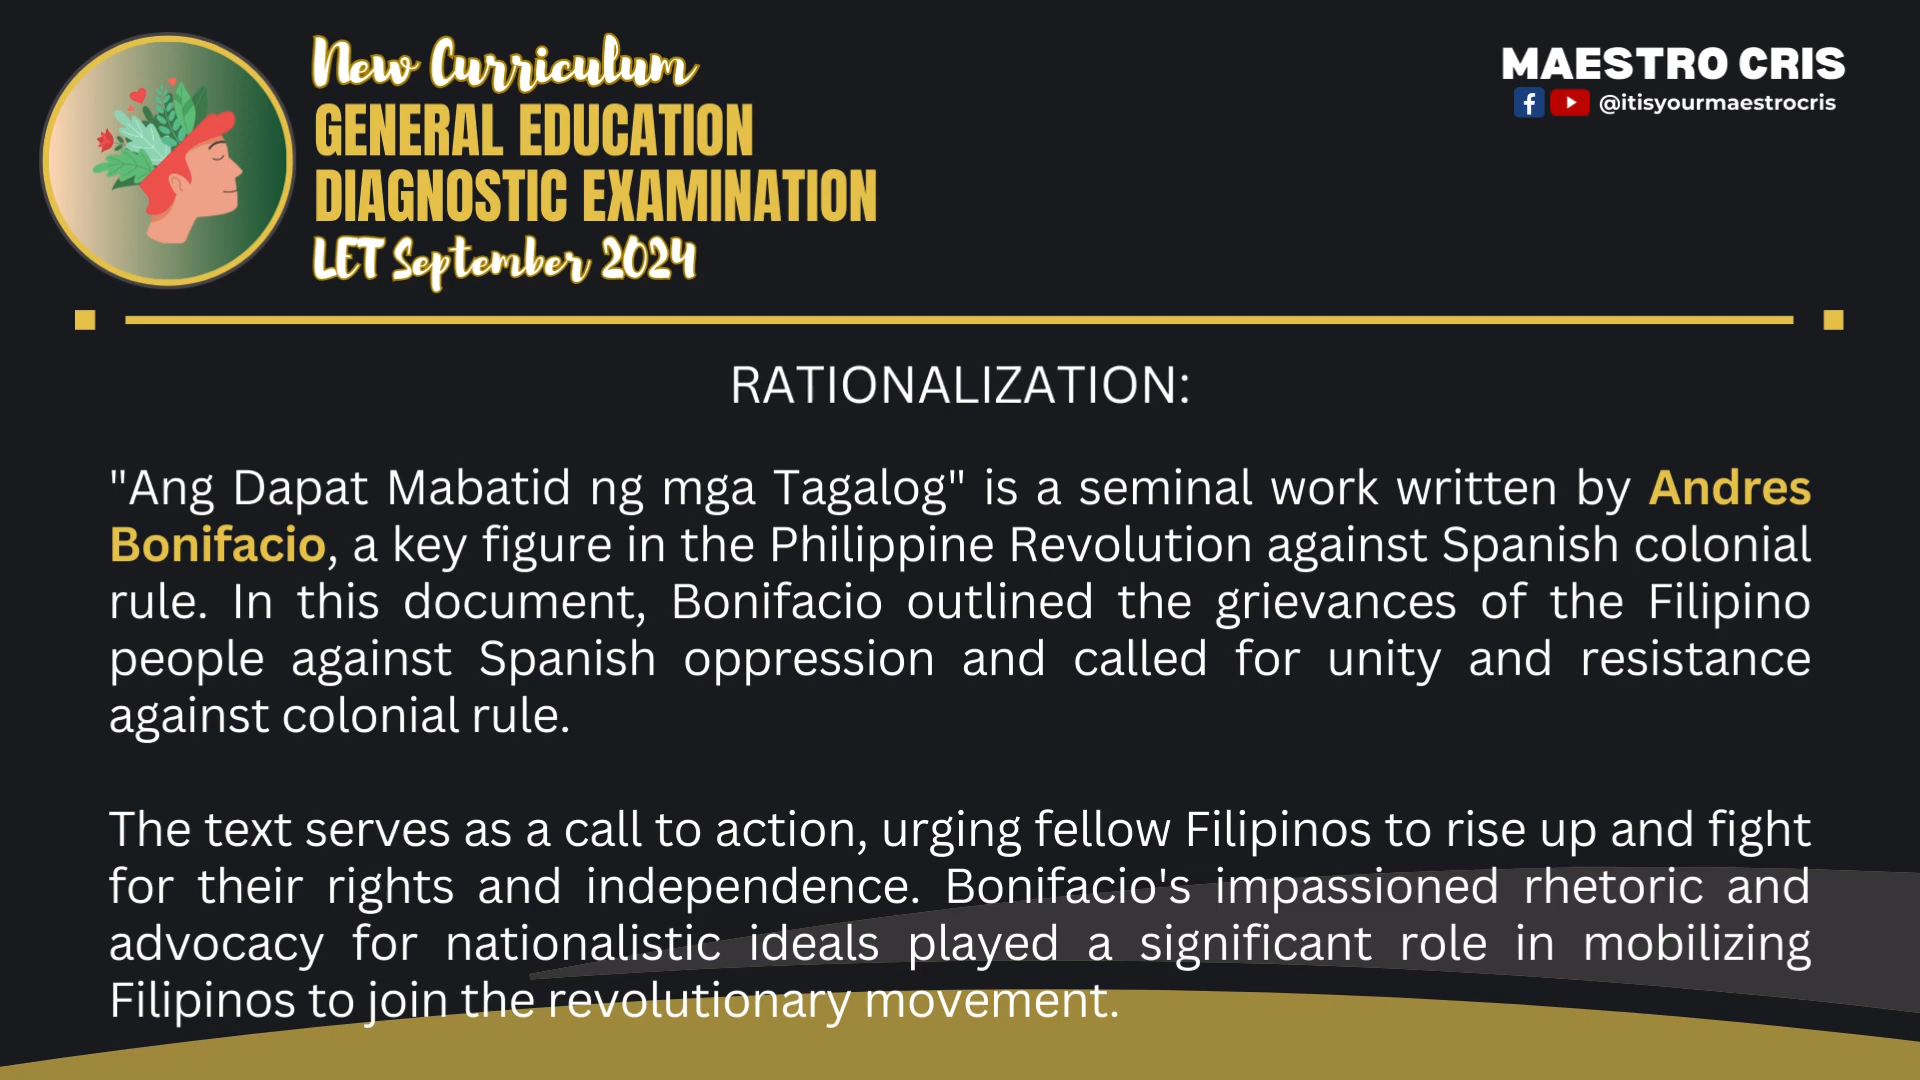 New Curriculum
GENERAL EDUCATION
DIAGNOSTIC EXAMINATION
LET September 2024
MAESTRO CRIS
@itisyourmaestrocris
RATIONALIZATION:
"Ang Dapat Mabatid ng mga Tagalog" is a seminal work written by Andres
Bonifacio, a key figure in the Philippine Revolution against Spanish colonial
rule. In this document, Bonifacio outlined the grievances of the Filipino
people against Spanish oppression and called for unity and resistance
against colonial rule.
The text serves as a call to action, urging fellow Filipinos to rise up and fight
for their rights and independence. Bonifacio's impassioned rhetoric and
advocacy for nationalistic ideals played a significant role in mobilizing
Filipinos to join the revolutionary movement.